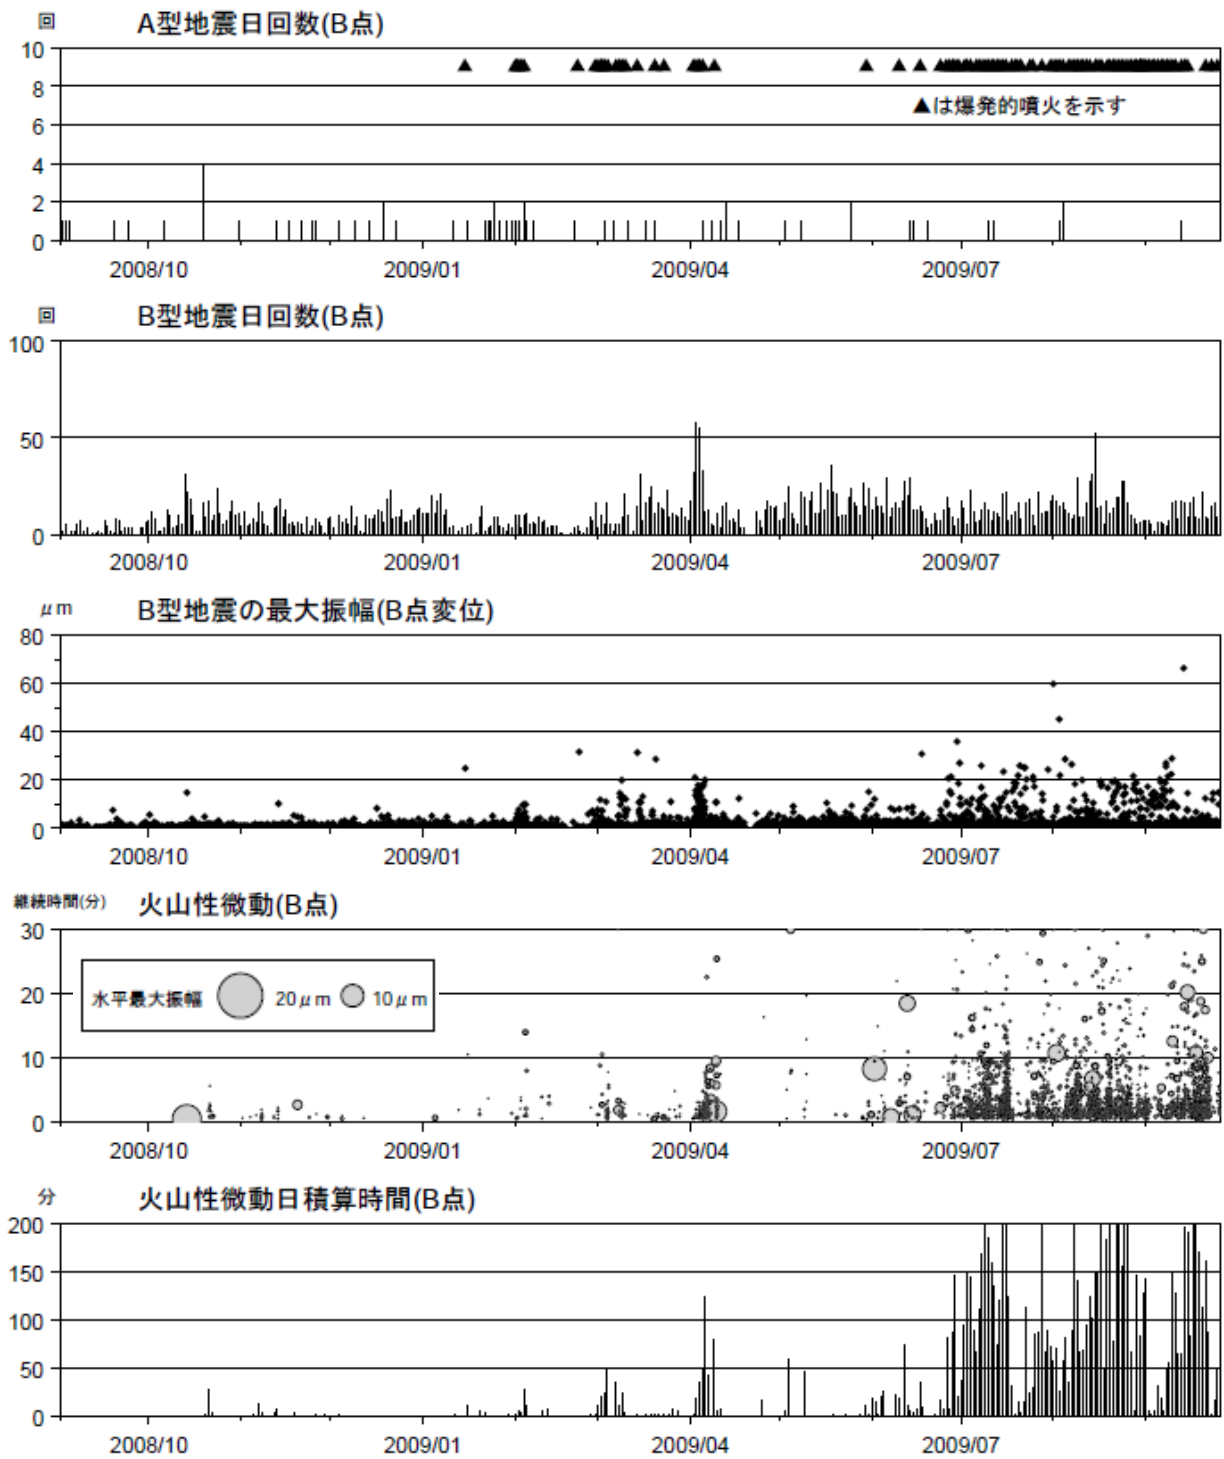 回 A型地震日回数(B点)
10
8
▲は爆発的噴火を示す
6
4
2
0
2008/10 2009/01 2009/04 2009/07
回 B型地震日回数(B点)
100
50
0
2008/10 2009/01 2009/04 2009/07
μm B型地震の最大振幅(B点変位)
80
60
40
20
0
2008/10 2009/01 2009/04 2009/07
継続時間(分) 火山性微動(B点)
30
20
水平最大振幅 20μm 10μm
10
0
2008/10 2009/01 2009/04 2009/07
分 火山性微動日積算時間(B点)
200
150
100
50
0
2008/10 2009/01 2009/04 2009/07